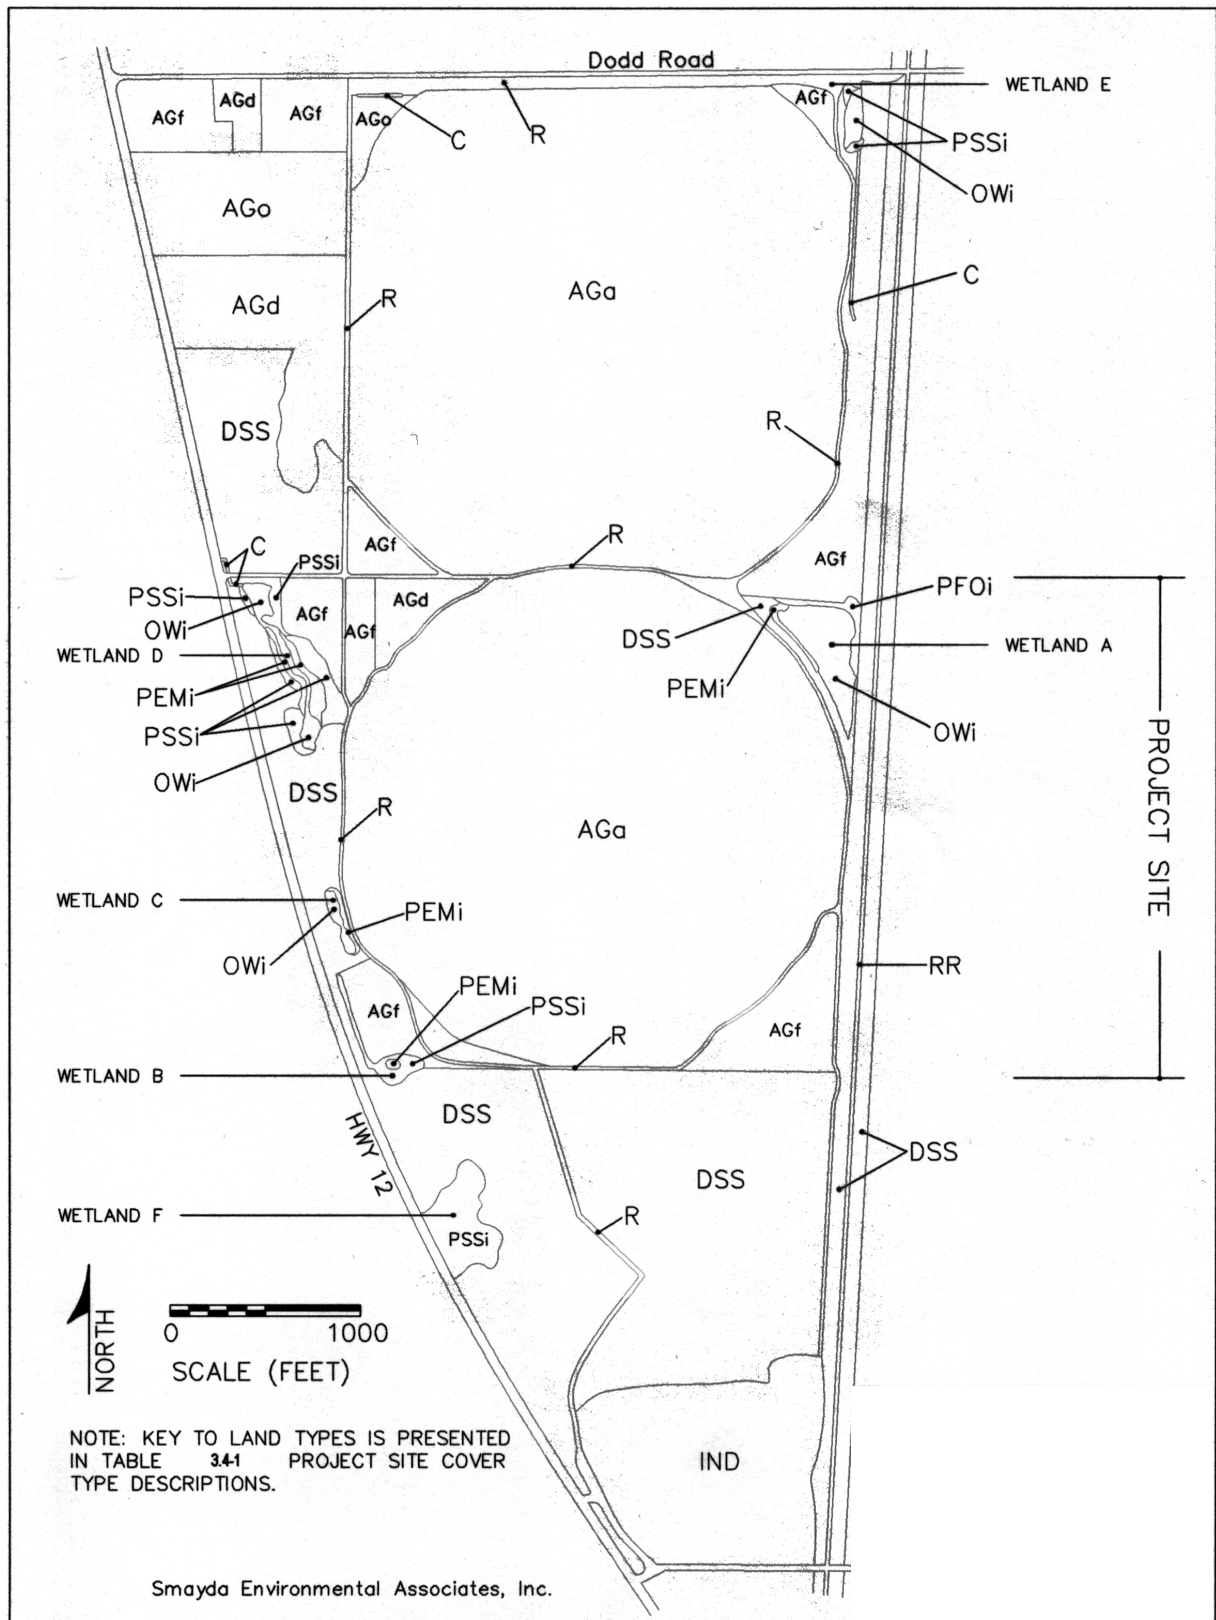 Dodd Road
WETLAND E
AGf
AGd
AGf
AGo
C
R
AGf
PSSi
OWi
AGo
AGa
C
AGd
R
DSS
R
R
AGf
AGf
C
PSSi
PSSi
OWi
AGf
AGf
AGd
DSS
PFOi
WETLAND A
WETLAND D
PEMi
PEMi
PSSi
OWi
OWi
DSS
R
AGa
PROJECT SITE
WETLAND C
PEMi
OWi
RR
PEMi
PSSi
AGf
R
AGf
WETLAND B
DSS
HWY 12
DSS
DSS
WETLAND F
PSSi
R
NORTH
0 1000
SCALE (FEET)
NOTE: KEY TO LAND TYPES IS PRESENTED
IN TABLE 3.4-1 PROJECT SITE COVER
TYPE DESCRIPTIONS.
IND
Smayda Environmental Associates, Inc.